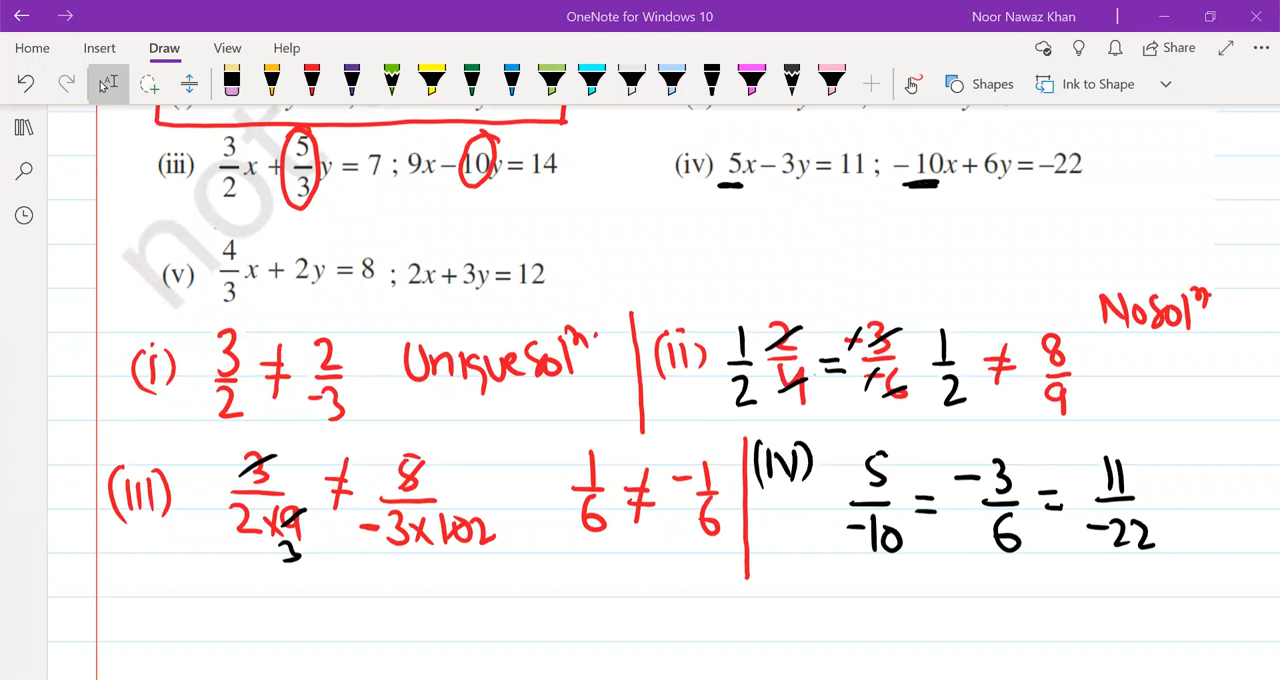 OneNote for Windows 10
Noor Nawaz Khan
Home Insert Draw View Help
Share
Shapes
Ink to Shape
not
(iii) 3/2 x + 5/3 y = 7 ; 9x – 10y = 14
(iv) 5x – 3y = 11 ; – 10x + 6y = –22
(v) 4/3 x + 2y = 8 ; 2x + 3y = 12
(i) 3/2 ≠ 2/-3 Unique Solⁿ.
(ii) 1/2 2/4 = -3/-6 1/2 ≠ 8/9 No Solⁿ
(iii) 3/2×9 3 ≠ 8/-3×102 1/6 ≠ -1/6
(IV) 5/-10 = -3/6 = 11/-22